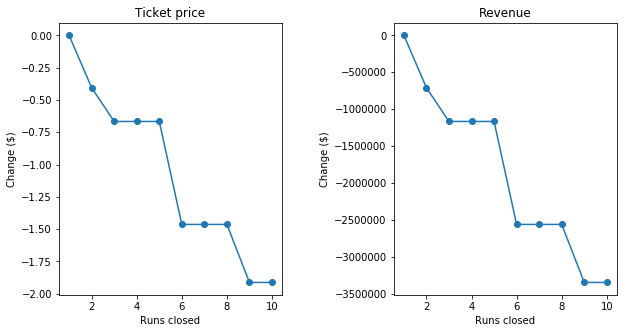 Ticket price
Change ($)
0.00
−0.25
−0.50
−0.75
−1.00
−1.25
−1.50
−1.75
−2.00
2 4 6 8 10
Runs closed
Revenue
Change ($)
0
−500000
−1000000
−1500000
−2000000
−2500000
−3000000
−3500000
2 4 6 8 10
Runs closed